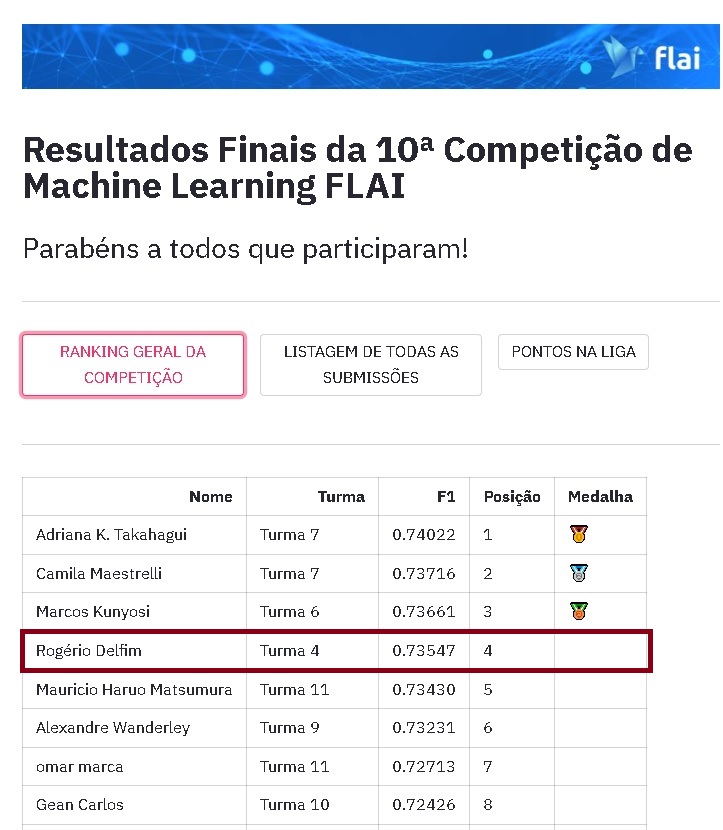 flai
Resultados Finais da 10ª Competição de
Machine Learning FLAI
Parabéns a todos que participaram!
RANKING GERAL DA
COMPETIÇÃO
LISTAGEM DE TODAS AS
SUBMISSÕES
PONTOS NA LIGA
Nome Turma F1 Posição Medalha
Adriana K. Takahagui Turma 7 0.74022 1
Camila Maestrelli Turma 7 0.73716 2
Marcos Kunyosi Turma 6 0.73661 3
Rogério Delfim Turma 4 0.73547 4
Mauricio Haruo Matsumura Turma 11 0.73430 5
Alexandre Wanderley Turma 9 0.73231 6
omar marca Turma 11 0.72713 7
Gean Carlos Turma 10 0.72426 8